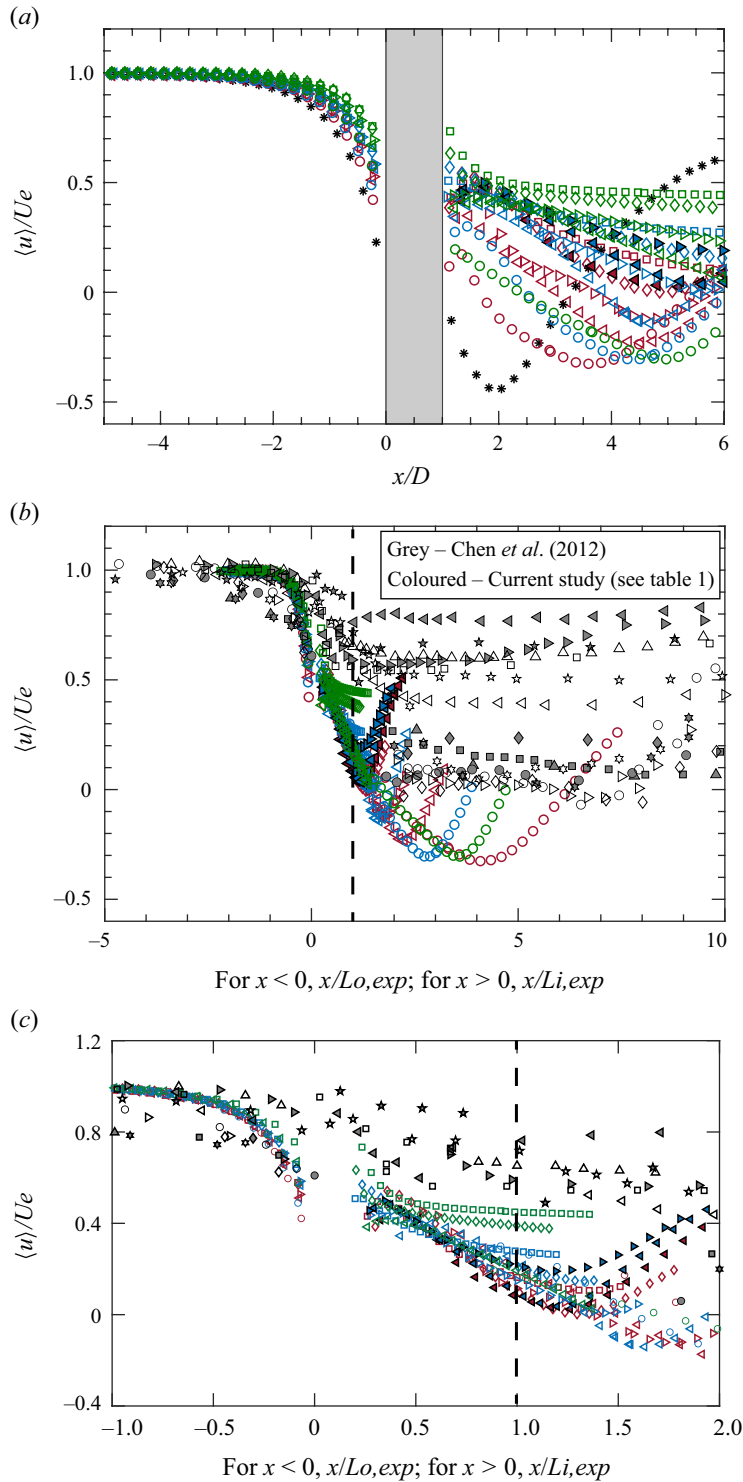 (a)
1.0
0.5
0
–0.5
⟨u⟩/Ue
–4
–2
0
2
4
6
x/D
(b)
Grey – Chen et al. (2012)
Coloured – Current study (see table 1)
1.0
0.5
0
–0.5
⟨u⟩/Ue
–5
0
5
10
For x < 0, x/Lo,exp; for x > 0, x/Li,exp
(c)
1.2
0.8
0.4
0
–0.4
⟨u⟩/Ue
–1.0
–0.5
0
0.5
1.0
1.5
2.0
For x < 0, x/Lo,exp; for x > 0, x/Li,exp